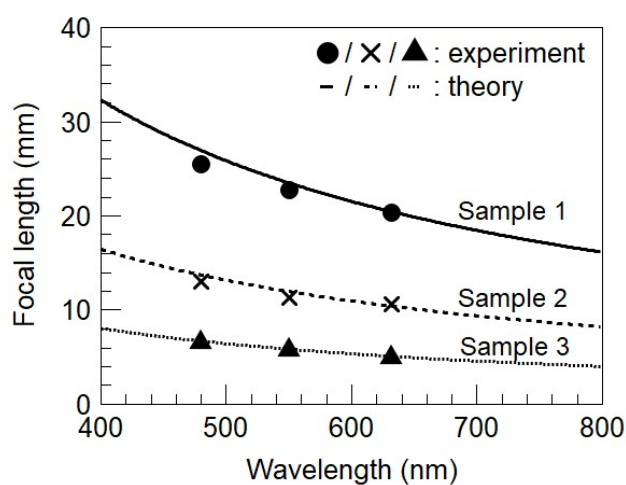 40
30
20
10
0
Focal length (mm)
●/×/▲: experiment
–/--/┈: theory
Sample 1
Sample 2
Sample 3
400 500 600 700 800
Wavelength (nm)